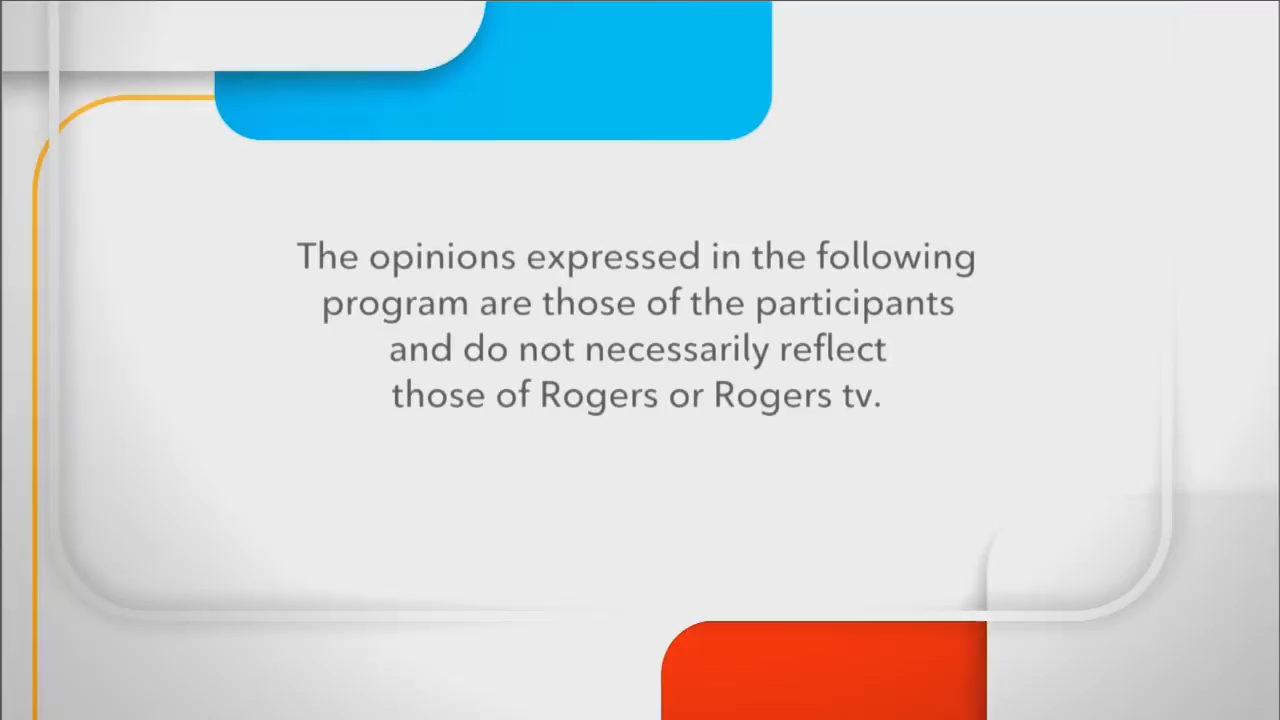 The opinions expressed in the following
program are those of the participants
and do not necessarily reflect
those of Rogers or Rogers tv.